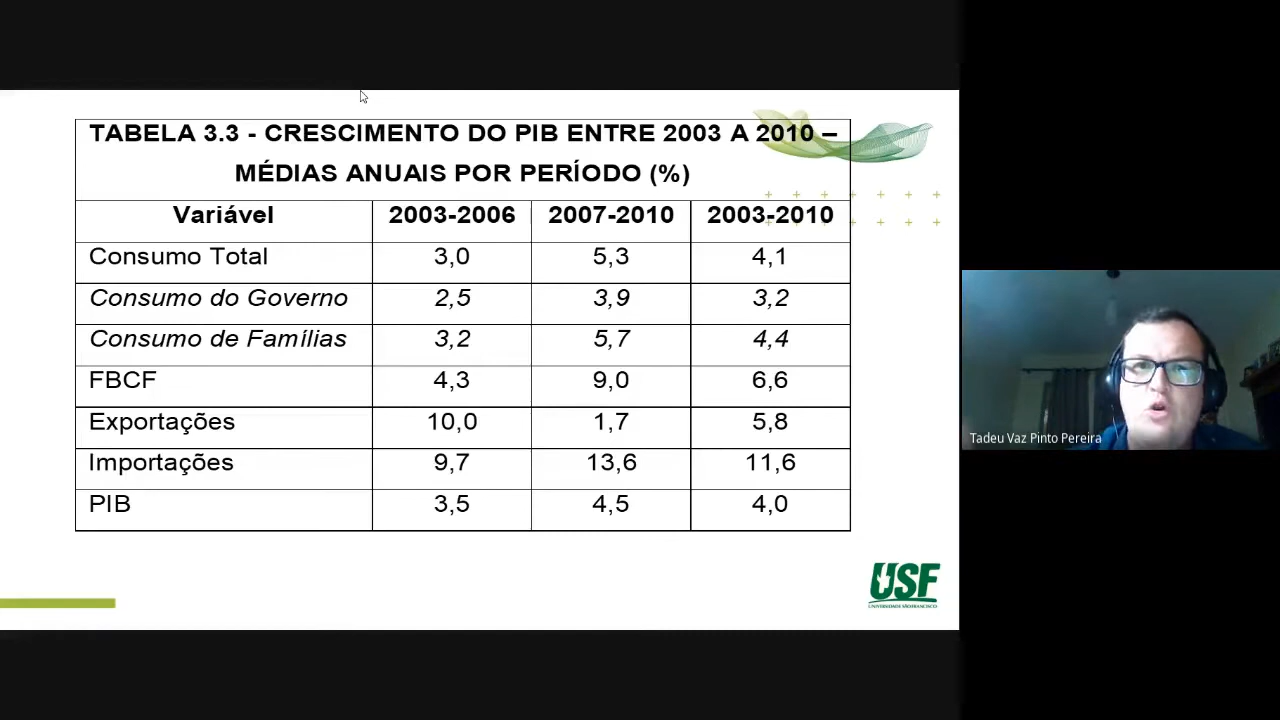 TABELA 3.3 - CRESCIMENTO DO PIB ENTRE 2003 A 2010 –
MÉDIAS ANUAIS POR PERÍODO (%)
Variável 2003-2006 2007-2010 2003-2010
Consumo Total 3,0 5,3 4,1
Consumo do Governo 2,5 3,9 3,2
Consumo de Famílias 3,2 5,7 4,4
FBCF 4,3 9,0 6,6
Exportações 10,0 1,7 5,8
Importações 9,7 13,6 11,6
PIB 3,5 4,5 4,0
USF
UNIVERSIDADE SÃO FRANCISCO
Tadeu Vaz Pinto Pereira